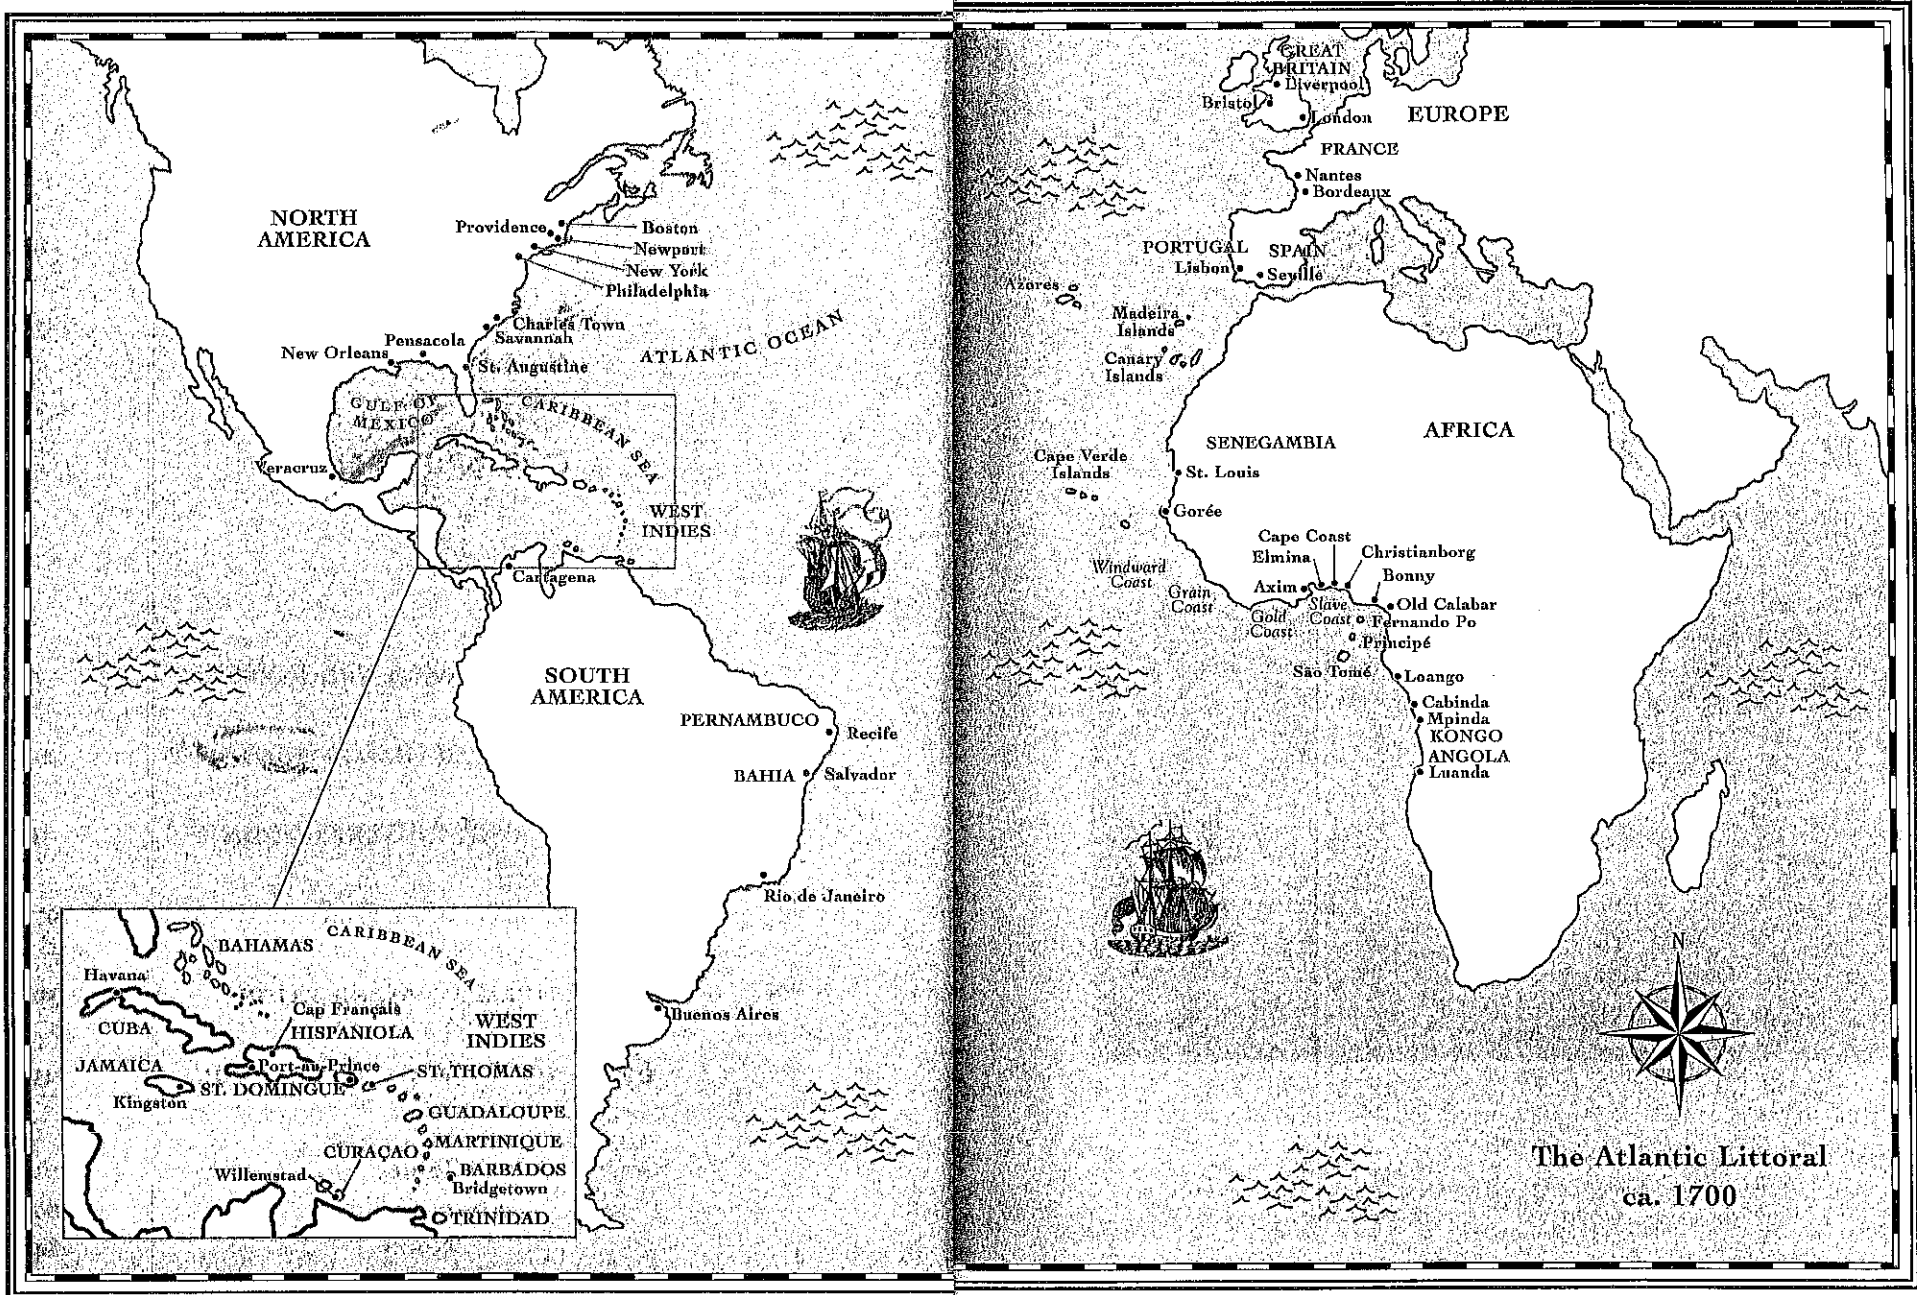 NORTH
AMERICA
Providence
Boston
Newport
New York
Philadelphia
Charles Town
Savannah
Pensacola
New Orleans
St. Augustine
ATLANTIC OCEAN
GULF OF
MEXICO
CARIBBEAN SEA
Veracruz
WEST
INDIES
Cartagena
SOUTH
AMERICA
PERNAMBUCO
Recife
BAHIA
Salvador
Rio de Janeiro
Buenos Aires
CARIBBEAN SEA
BAHAMAS
Havana
CUBA
Cap Français
HISPANIOLA
WEST
INDIES
JAMAICA
Port-au-Prince
ST. THOMAS
ST. DOMINGUE
Kingston
GUADALOUPE
MARTINIQUE
CURAÇAO
BARBADOS
Bridgetown
Willemstad
TRINIDAD
GREAT
BRITAIN
Liverpool
Bristol
London
EUROPE
FRANCE
Nantes
Bordeaux
PORTUGAL
SPAIN
Lisbon
Seville
Azores
Madeira
Islands
Canary
Islands
AFRICA
SENEGAMBIA
Cape Verde
Islands
St. Louis
Gorée
Cape Coast
Elmina
Christianborg
Windward
Coast
Bonny
Axim
Grain
Coast
Slave
Coast
Old Calabar
Gold
Coast
Fernando Po
Principé
São Tomé
Loango
Cabinda
Mpinda
KONGO
ANGOLA
Luanda
N
The Atlantic Littoral
ca. 1700